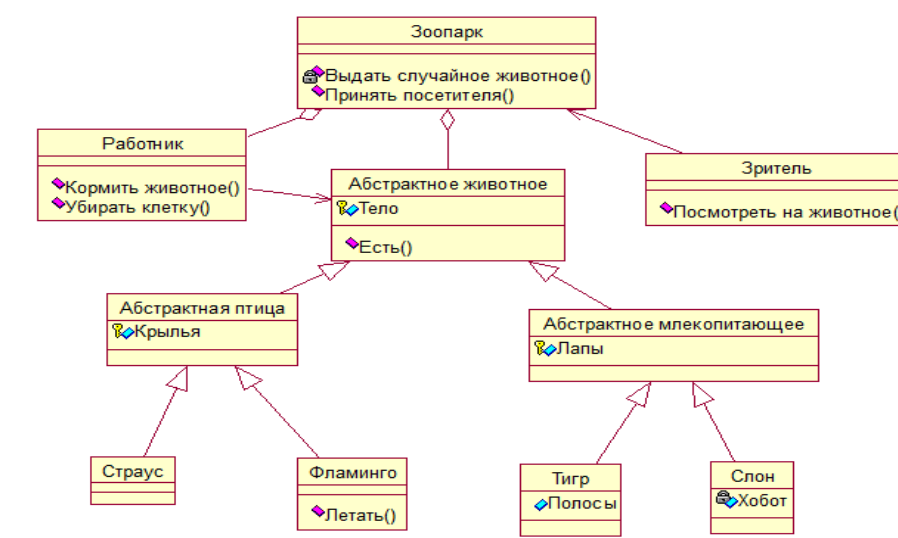 Зоопарк
Выдать случайное животное()
Принять посетителя()
Работник
Кормить животное()
Убирать клетку()
Абстрактное животное
Тело
Есть()
Зритель
Посмотреть на животное(
Абстрактная птица
Крылья
Абстрактное млекопитающее
Лапы
Страус
Фламинго
Летать()
Тигр
Полосы
Слон
Хобот